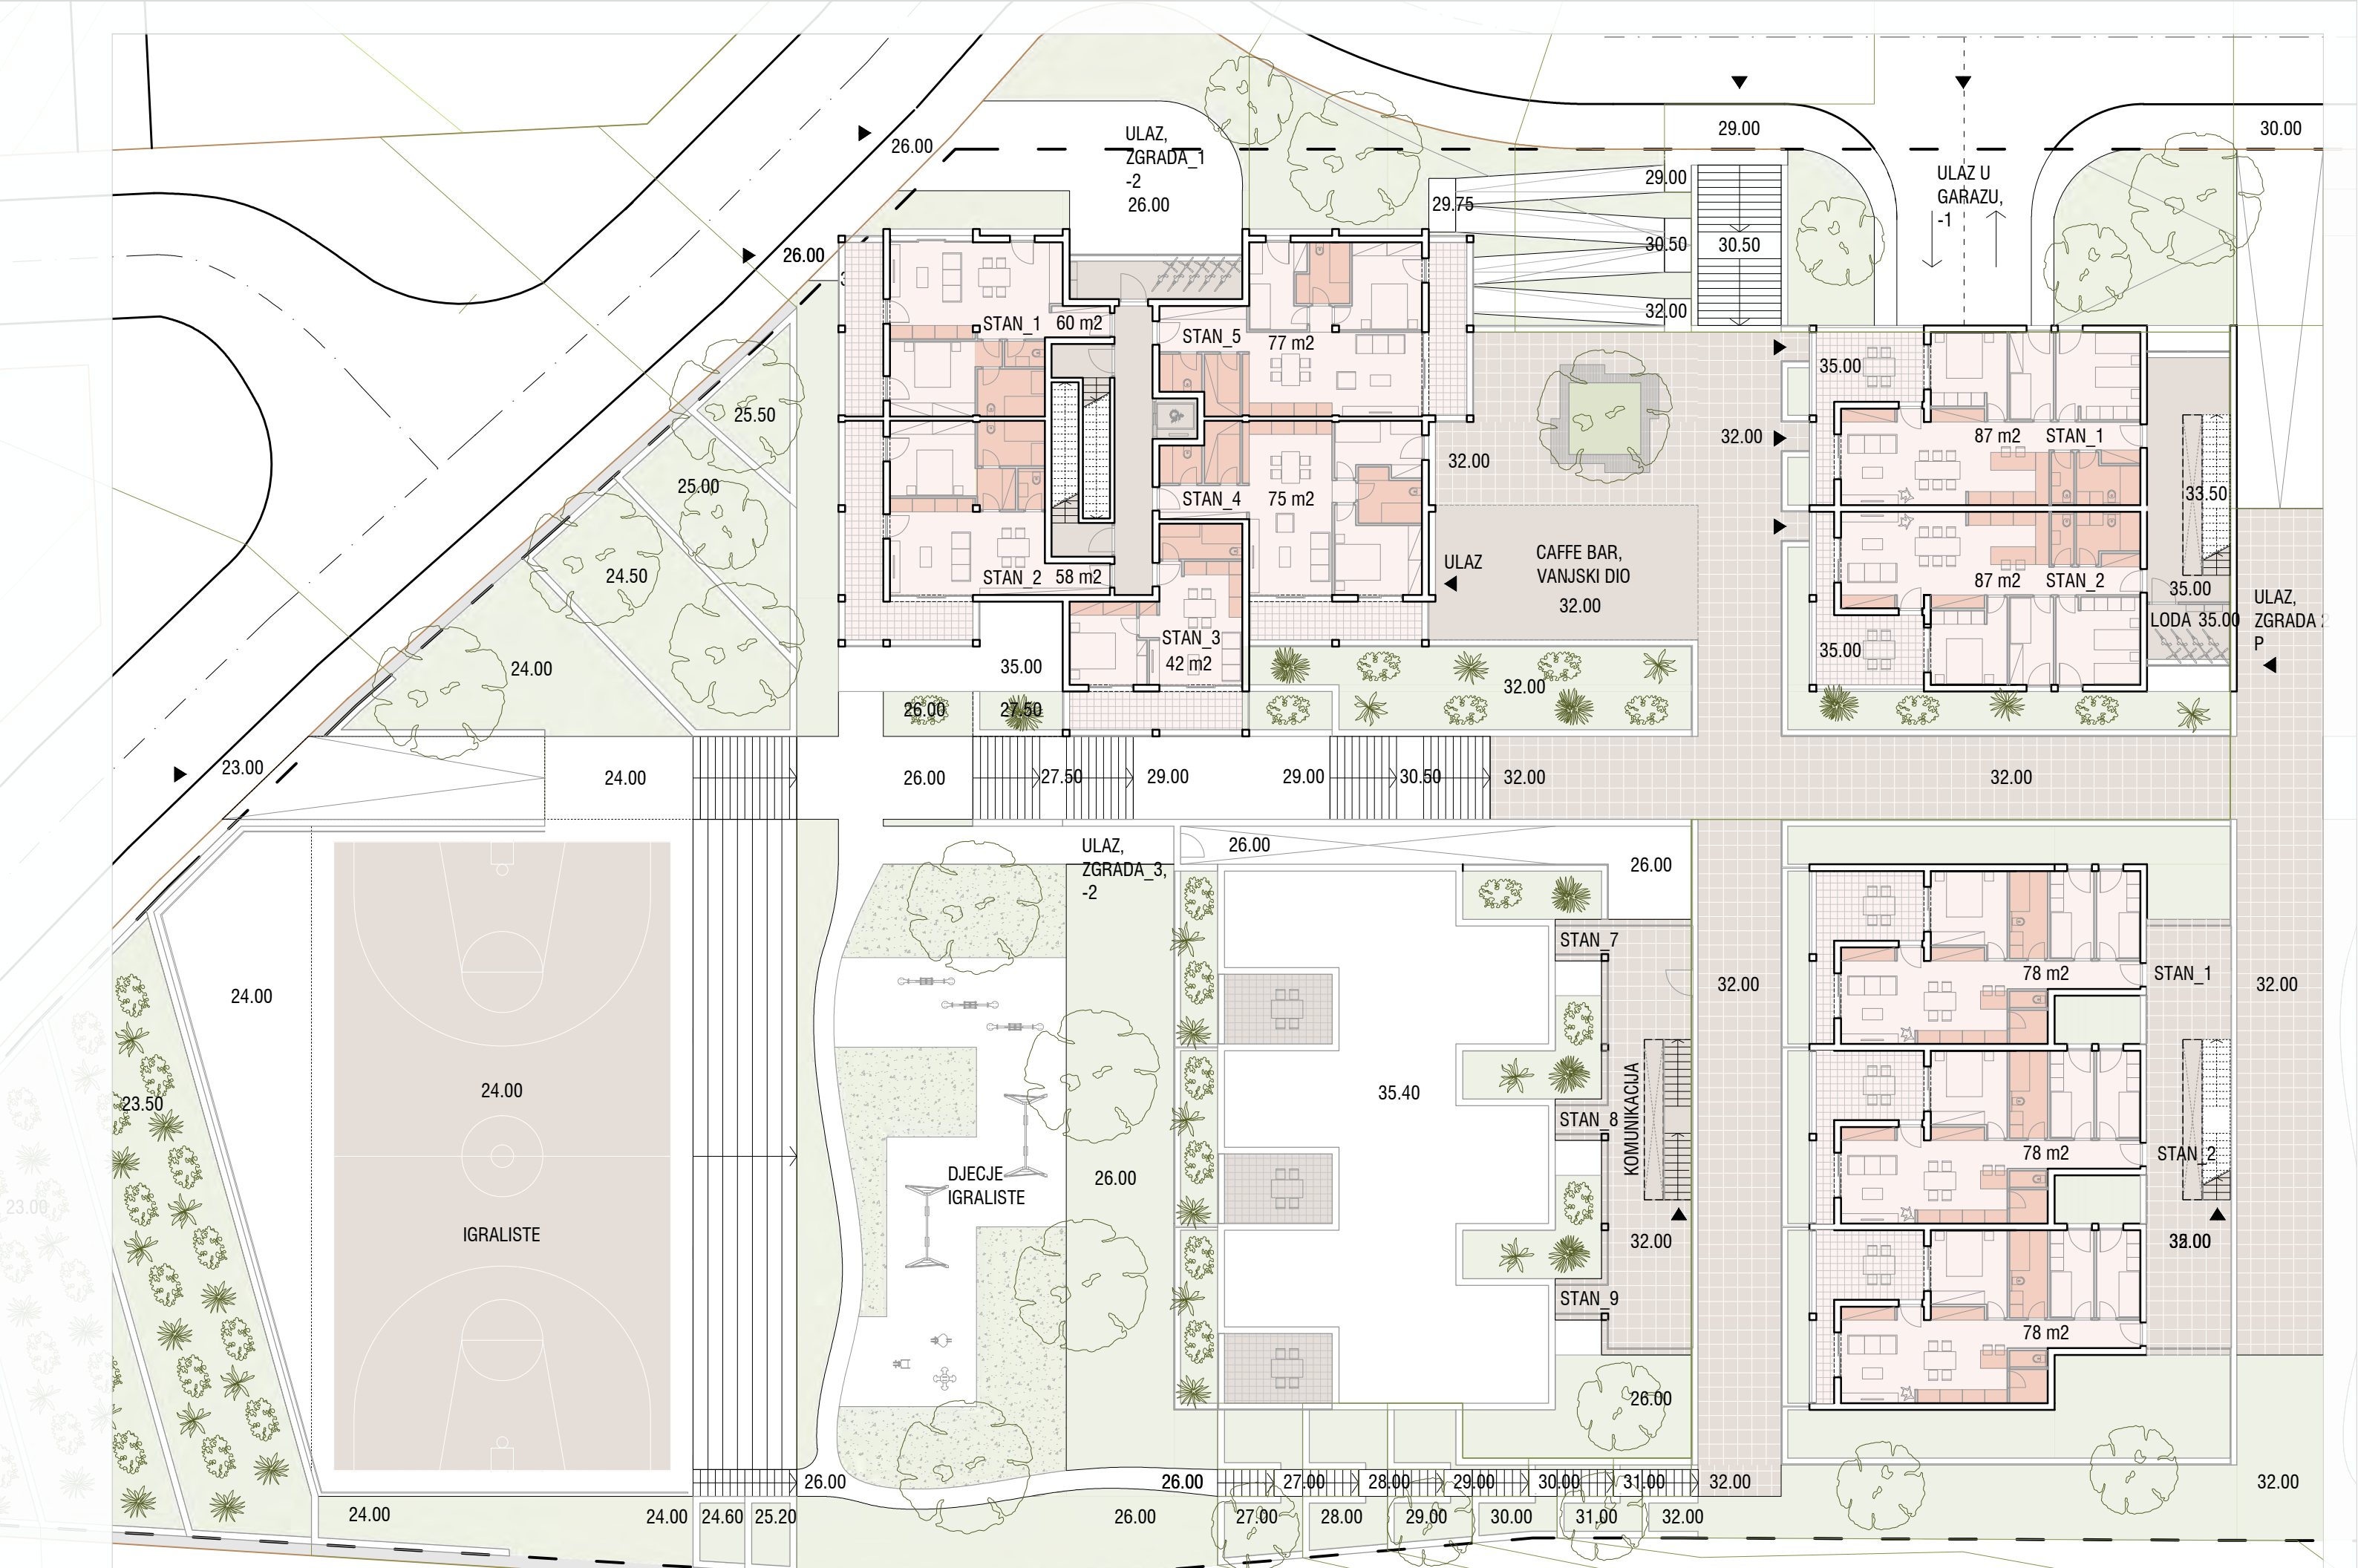 29.00
30.00
26.00
ULAZ,
ZGRADA_1
-2
26.00
ULAZ U
GARAZU,
-1
29.00
29.75
30.50
30.50
32.00
26.00
STAN_1
60 m2
STAN_5
77 m2
35.00
25.50
32.00
87 m2
STAN_1
32.00
25.00
STAN_4
75 m2
33.50
ULAZ
CAFFE BAR,
VANJSKI DIO
32.00
24.50
STAN_2
58 m2
87 m2
STAN_2
35.00
ULAZ,
ZGRADA 2
P
LODA
35.00
STAN_3
42 m2
24.00
35.00
35.00
32.00
26.00
27.50
23.00
24.00
26.00
27.50
29.00
29.00
30.50
32.00
32.00
ULAZ,
ZGRADA_3,
-2
26.00
26.00
STAN_7
78 m2
STAN_1
24.00
32.00
32.00
24.00
35.40
23.50
STAN_8
KOMUNIKACIJA
78 m2
STAN_2
DJECJE
IGRALISTE
26.00
23.00
IGRALISTE
32.00
STAN_9
78 m2
26.00
26.00
26.00
27.00
28.00
29.00
30.00
31.00
32.00
32.00
24.00
24.00
24.60
25.20
26.00
27.00
28.00
29.00
30.00
31.00
32.00